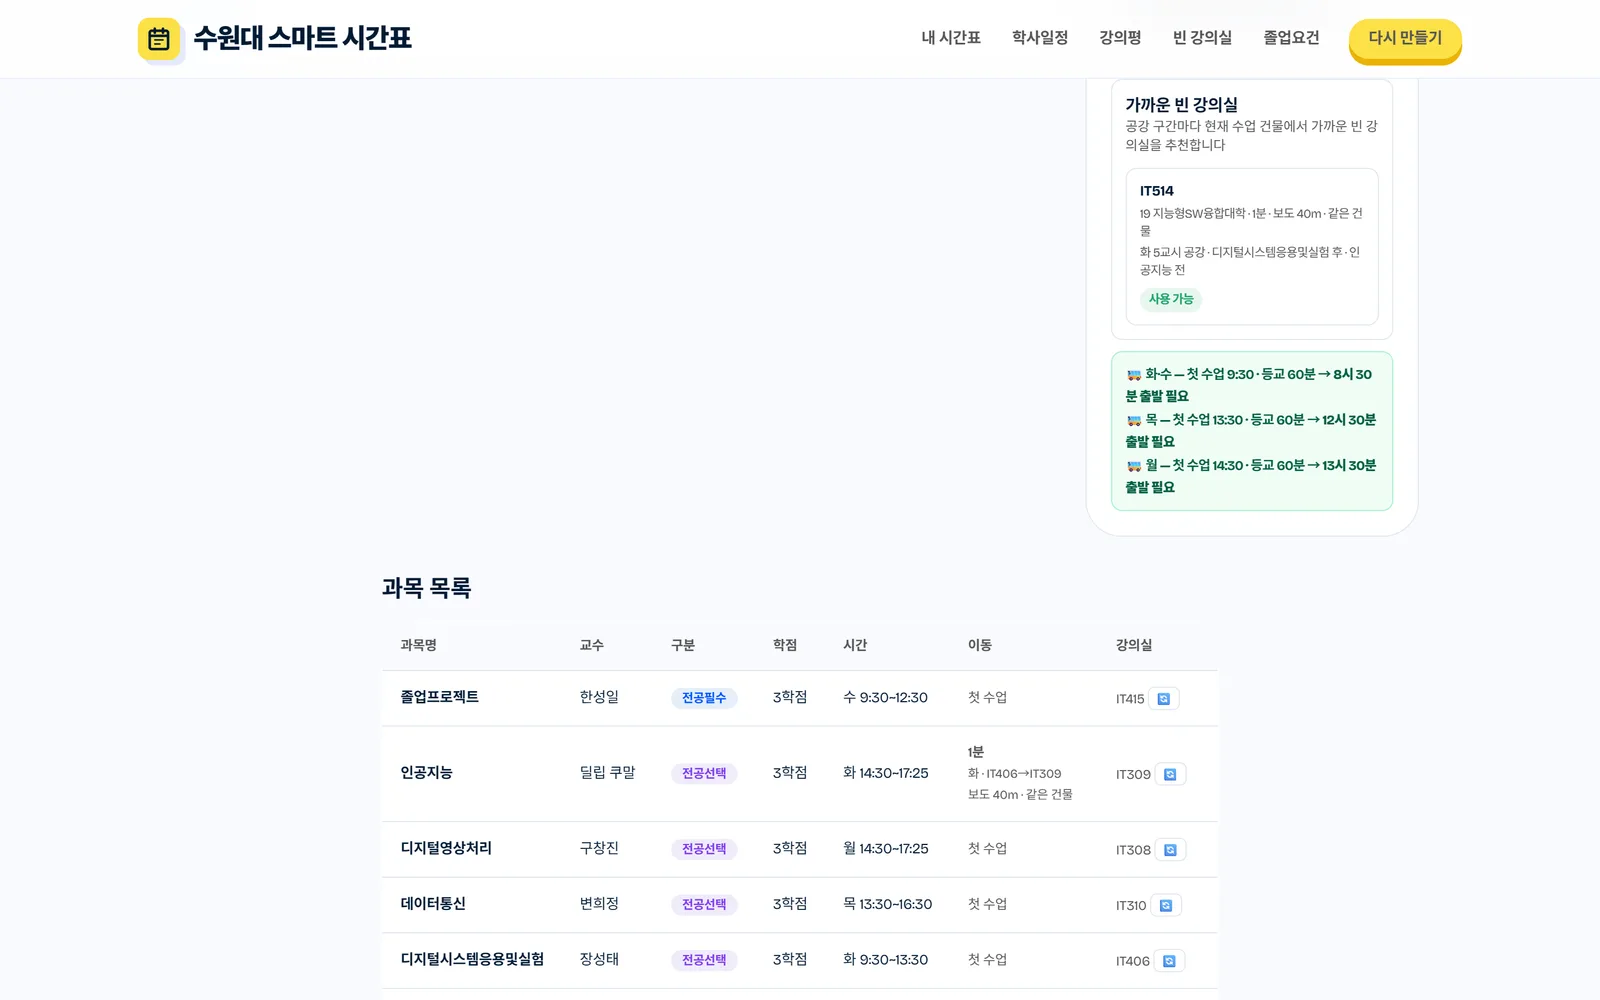 수원대 스마트 시간표
내 시간표
학사일정
강의평
빈 강의실
졸업요건
다시 만들기
가까운 빈 강의실
공강 구간마다 현재 수업 건물에서 가까운 빈 강
의실을 추천합니다
IT514
19 지능형SW융합대학 · 1분 · 보도 40m · 같은 건
물
화 5교시 공강 · 디지털시스템응용및실험 후 · 인
공지능 전
사용 가능
🚌 화·수 — 첫 수업 9:30 · 등교 60분 → 8시 30
분 출발 필요
🚌 목 — 첫 수업 13:30 · 등교 60분 → 12시 30분
출발 필요
🚌 월 — 첫 수업 14:30 · 등교 60분 → 13시 30분
출발 필요
과목 목록
과목명 교수 구분 학점 시간 이동 강의실
졸업프로젝트 한성일 전공필수 3학점 수 9:30~12:30 첫 수업 IT415
1분
인공지능 딜립 쿠말 전공선택 3학점 화 14:30~17:25 화 · IT406→IT309 IT309
보도 40m · 같은 건물
디지털영상처리 구창진 전공선택 3학점 월 14:30~17:25 첫 수업 IT308
데이터통신 변희정 전공선택 3학점 목 13:30~16:30 첫 수업 IT310
디지털시스템응용및실험 장성태 전공선택 3학점 화 9:30~13:30 첫 수업 IT406